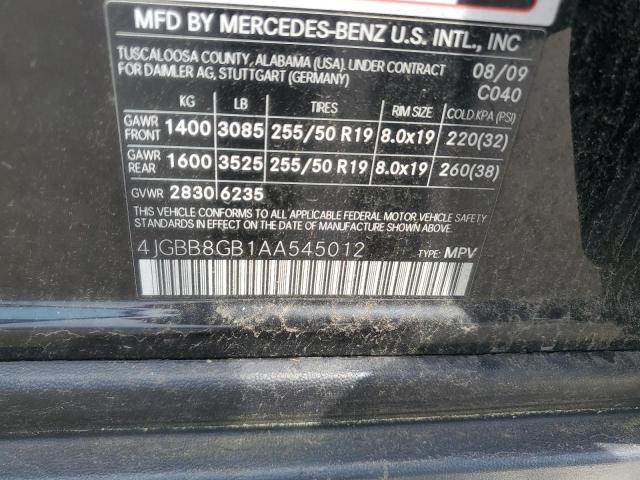 MFD BY MERCEDES-BENZ U.S. INTL., INC
TUSCALOOSA COUNTY, ALABAMA (USA). UNDER CONTRACT 08/09
FOR DAIMLER AG, STUTTGART (GERMANY) C040
KG LB TIRES RIM SIZE COLD KPA (PSI)
GAWR FRONT 1400 3085 255/50 R19 8.0x19 220(32)
GAWR REAR 1600 3525 255/50 R19 8.0x19 260(38)
GVWR 2830 6235
THIS VEHICLE CONFORMS TO ALL APPLICABLE FEDERAL MOTOR VEHICLE SAFETY
STANDARDS IN EFFECT ON THE DATE OF MANUFACTURE SHOWN ABOVE.
4JGBB8GB1AA545012 TYPE: MPV